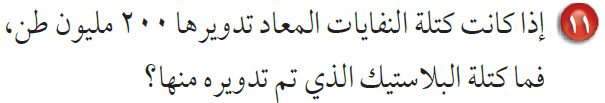 ١١ إذا كانت كتلة النفايات المعاد تدويرها ٢٠٠ مليون طن،
فما كتلة البلاستيك الذي تم تدويره منها؟